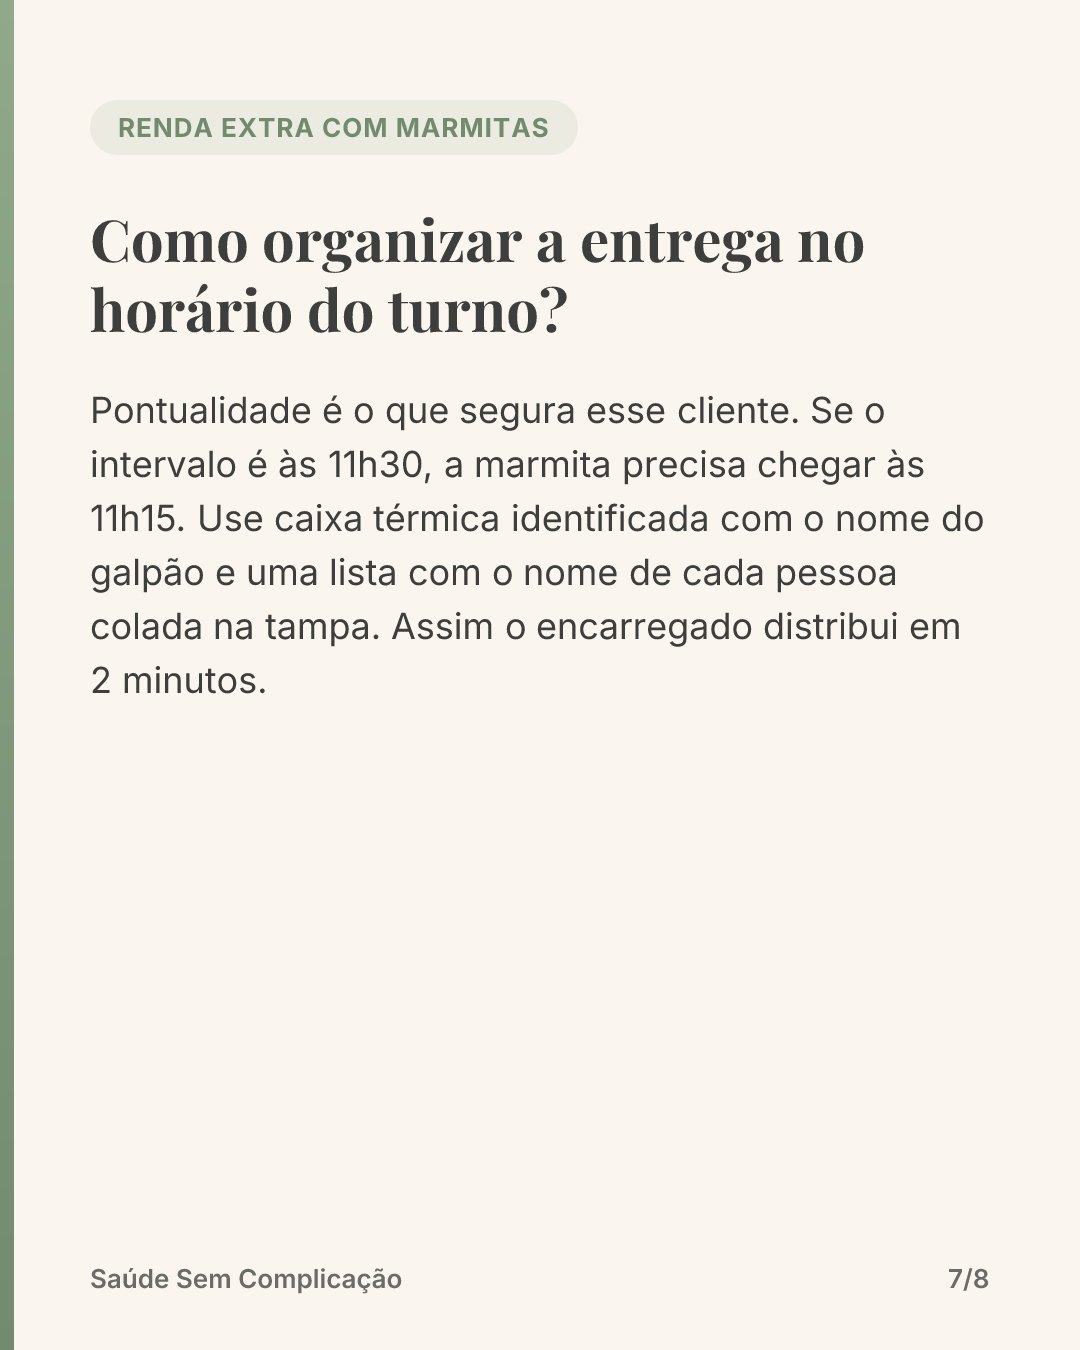 RENDA EXTRA COM MARMITAS
Como organizar a entrega no
horário do turno?
Pontualidade é o que segura esse cliente. Se o
intervalo é às 11h30, a marmita precisa chegar às
11h15. Use caixa térmica identificada com o nome do
galpão e uma lista com o nome de cada pessoa
colada na tampa. Assim o encarregado distribui em
2 minutos.
Saúde Sem Complicação
7/8